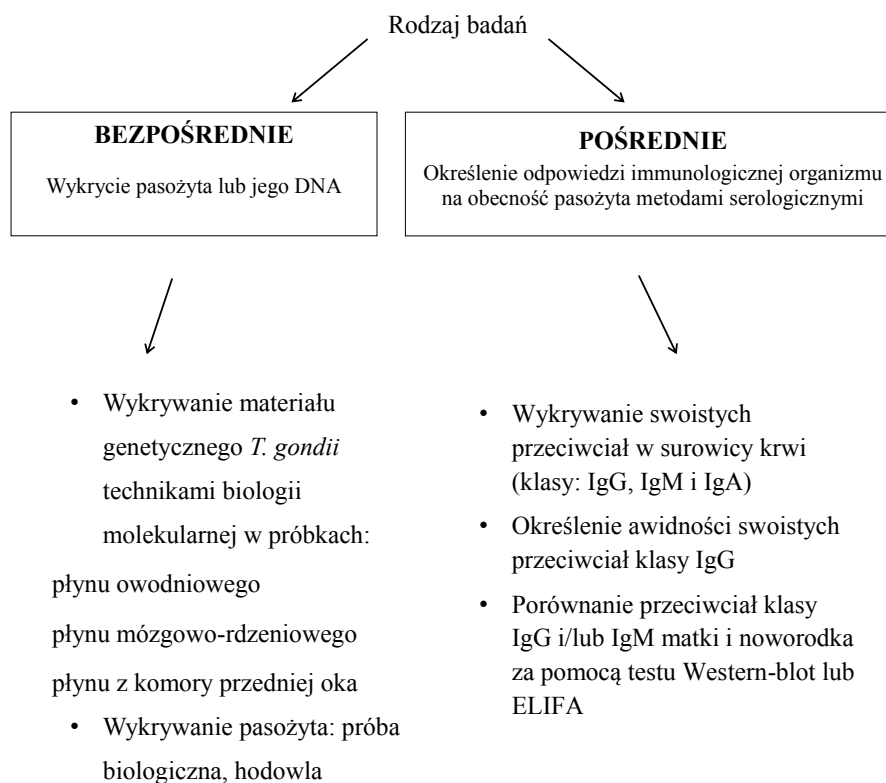 Rodzaj badań
BEZPOŚREDNIE
Wykrycie pasożyta lub jego DNA
POŚREDNIE
Określenie odpowiedzi immunologicznej organizmu
na obecność pasożyta metodami serologicznymi
• Wykrywanie materiału
genetycznego T. gondii
technikami biologii
molekularnej w próbkach:
płynu owodniowego
płynu mózgowo-rdzeniowego
płynu z komory przedniej oka
• Wykrywanie pasożyta: próba
biologiczna, hodowla
• Wykrywanie swoistych
przeciwciał w surowicy krwi
(klasy: IgG, IgM i IgA)
• Określenie awidności swoistych
przeciwciał klasy IgG
• Porównanie przeciwciał klasy
IgG i/lub IgM matki i noworodka
za pomocą testu Western-blot lub
ELIFA